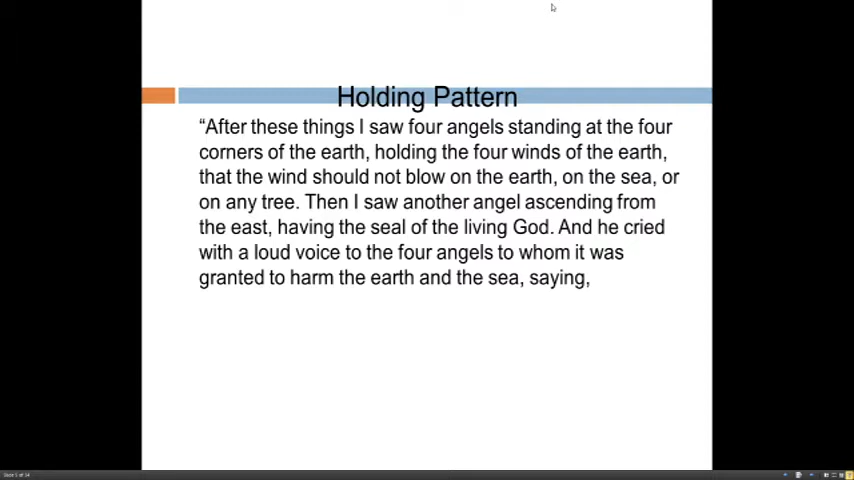 Holding Pattern
“After these things I saw four angels standing at the four
corners of the earth, holding the four winds of the earth,
that the wind should not blow on the earth, on the sea, or
on any tree. Then I saw another angel ascending from
the east, having the seal of the living God. And he cried
with a loud voice to the four angels to whom it was
granted to harm the earth and the sea, saying,
Slide 5 of 34